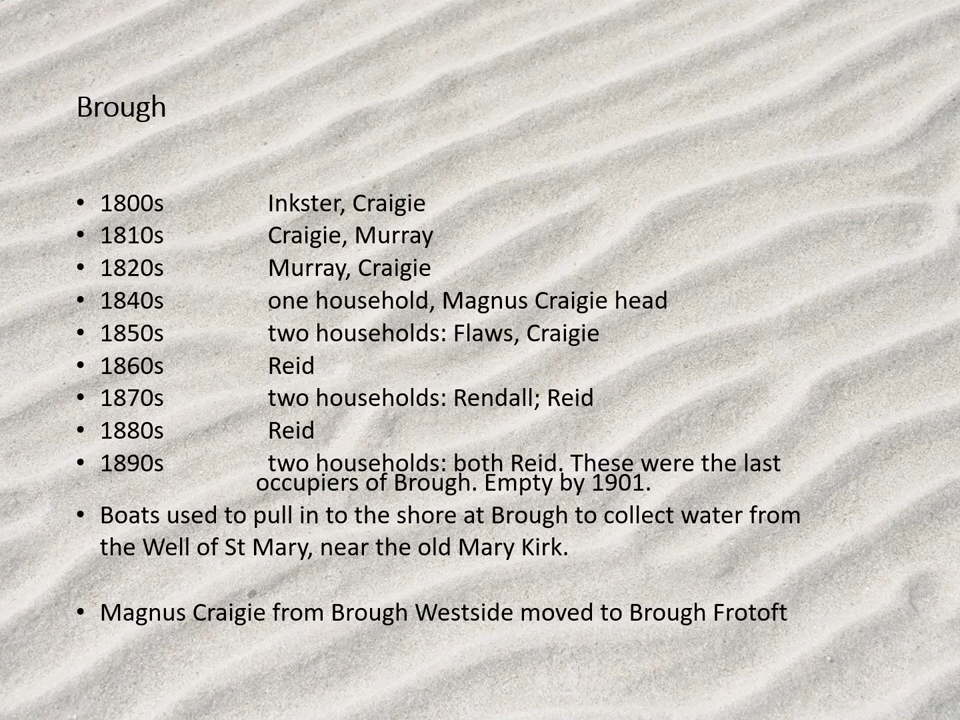 Brough
• 1800s Inkster, Craigie
• 1810s Craigie, Murray
• 1820s Murray, Craigie
• 1840s one household, Magnus Craigie head
• 1850s two households: Flaws, Craigie
• 1860s Reid
• 1870s two households: Rendall; Reid
• 1880s Reid
• 1890s two households: both Reid. These were the last
occupiers of Brough. Empty by 1901.
• Boats used to pull in to the shore at Brough to collect water from
the Well of St Mary, near the old Mary Kirk.
• Magnus Craigie from Brough Westside moved to Brough Frotoft